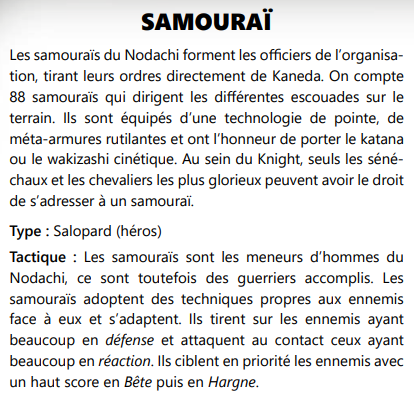 SAMOURAÏ
Les samouraïs du Nodachi forment les officiers de l'organisa-
tion, tirant leurs ordres directement de Kaneda. On compte
88 samouraïs qui dirigent les différentes escouades sur le
terrain. Ils sont équipés d'une technologie de pointe, de
méta-armures rutilantes et ont l'honneur de porter le katana
ou le wakizashi cinétique. Au sein du Knight, seuls les séné-
chaux et les chevaliers les plus glorieux peuvent avoir le droit
de s'adresser à un samouraï.
Type : Salopard (héros)
Tactique : Les samouraïs sont les meneurs d'hommes du
Nodachi, ce sont toutefois des guerriers accomplis. Les
samouraïs adoptent des techniques propres aux ennemis
face à eux et s'adaptent. Ils tirent sur les ennemis ayant
beaucoup en défense et attaquent au contact ceux ayant
beaucoup en réaction. Ils ciblent en priorité les ennemis avec
un haut score en Bête puis en Hargne.